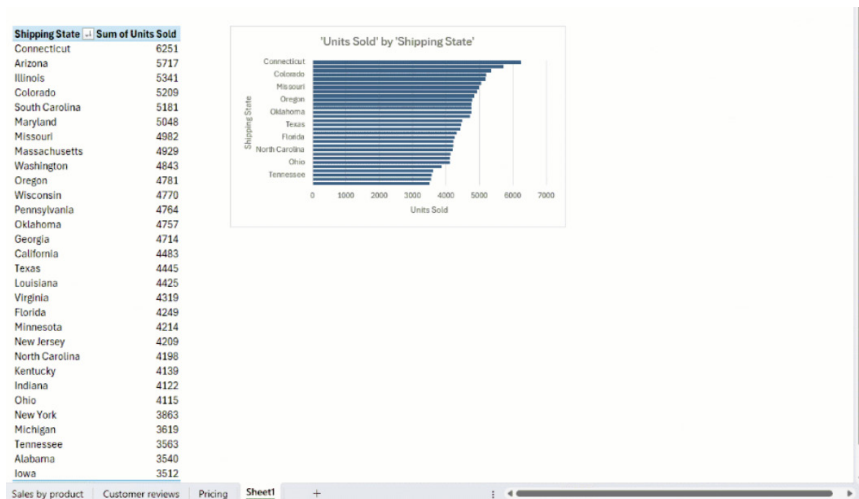 Shipping State Sum of Units Sold
Connecticut 6251
Arizona 5717
Illinois 5341
Colorado 5209
South Carolina 5181
Maryland 5048
Missouri 4982
Massachusetts 4929
Washington 4843
Oregon 4781
Wisconsin 4770
Pennsylvania 4764
Oklahoma 4757
Georgia 4714
California 4483
Texas 4445
Louisiana 4425
Virginia 4319
Florida 4249
Minnesota 4214
New Jersey 4209
North Carolina 4198
Kentucky 4139
Indiana 4122
Ohio 4115
New York 3863
Michigan 3619
Tennessee 3563
Alabama 3540
Iowa 3512
'Units Sold' by 'Shipping State'
Shipping State
Connecticut
Colorado
Missouri
Oregon
Oklahoma
Texas
Florida
North Carolina
Ohio
Tennessee
0 1000 2000 3000 4000 5000 6000 7000
Units Sold
Sales by product Customer reviews Pricing Sheet1 +